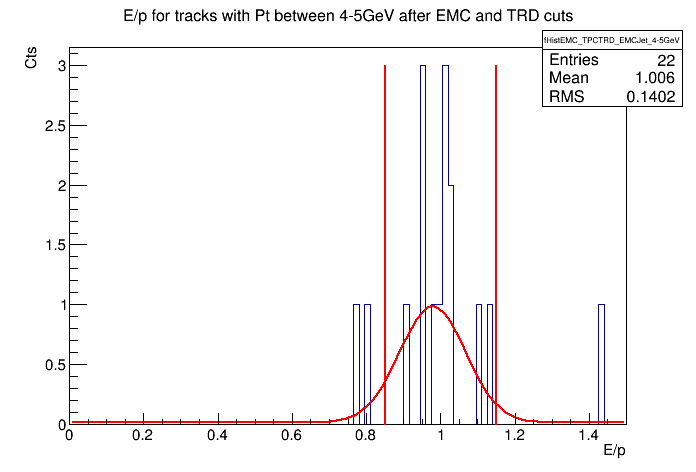 E/p for tracks with Pt between 4-5GeV after EMC and TRD cuts
fHistEMC_TPCTRD_EMCJet_4-5GeV
Entries 22
Mean 1.006
RMS 0.1402
Cts
3
2.5
2
1.5
1
0.5
0
0 0.2 0.4 0.6 0.8 1 1.2 1.4
E/p